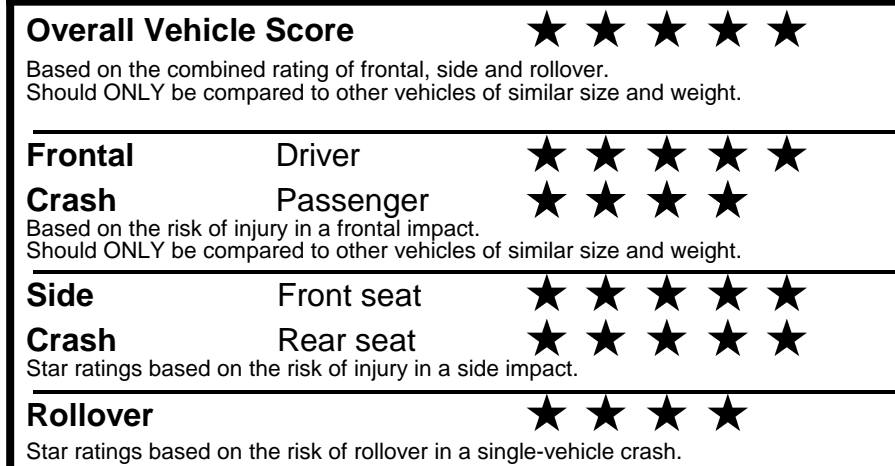 Overall Vehicle Score ★ ★ ★ ★ ★
Based on the combined rating of frontal, side and rollover.
Should ONLY be compared to other vehicles of similar size and weight.
Frontal Driver ★ ★ ★ ★ ★
Crash Passenger ★ ★ ★ ★
Based on the risk of injury in a frontal impact.
Should ONLY be compared to other vehicles of similar size and weight.
Side Front seat ★ ★ ★ ★ ★
Crash Rear seat ★ ★ ★ ★ ★
Star ratings based on the risk of injury in a side impact.
Rollover ★ ★ ★ ★
Star ratings based on the risk of rollover in a single-vehicle crash.